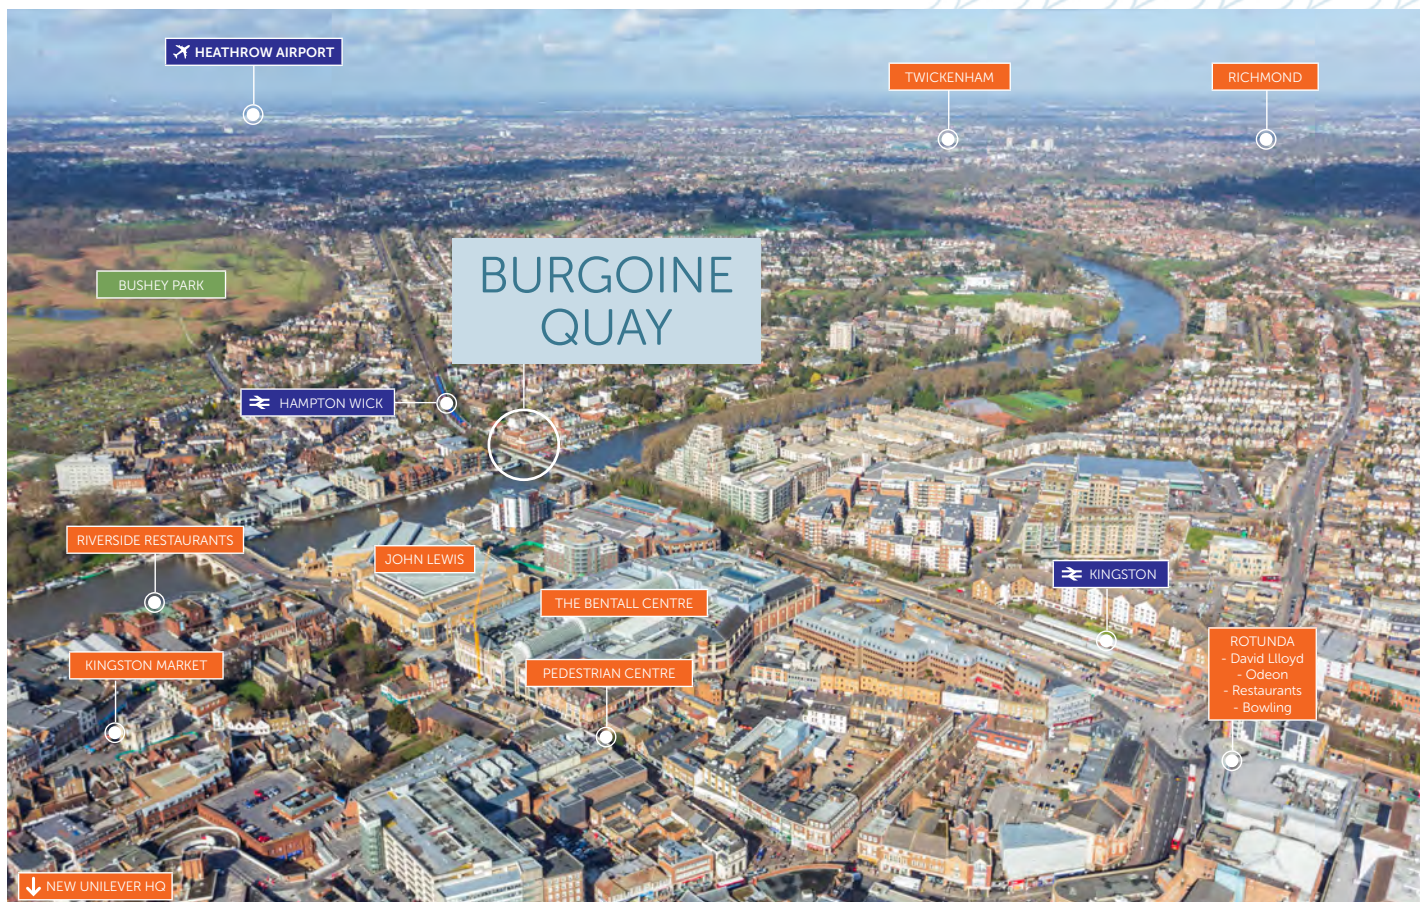 HEATHROW AIRPORT
TWICKENHAM
RICHMOND
BURGOINE
QUAY
BUSHEY PARK
HAMPTON WICK
RIVERSIDE RESTAURANTS
JOHN LEWIS
KINGSTON
THE BENTALL CENTRE
ROTUNDA
- David Llloyd
- Odeon
- Restaurants
- Bowling
KINGSTON MARKET
PEDESTRIAN CENTRE
NEW UNILEVER HQ